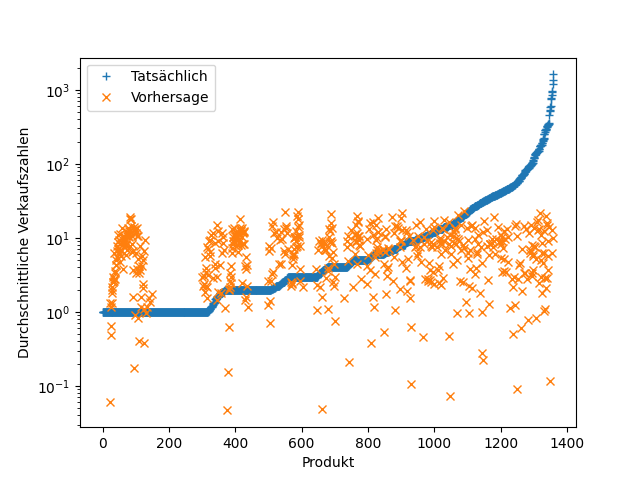 Tatsächlich
Vorhersage
10³
10²
10¹
10⁰
10⁻¹
Durchschnittliche Verkaufszahlen
0 200 400 600 800 1000 1200 1400
Produkt